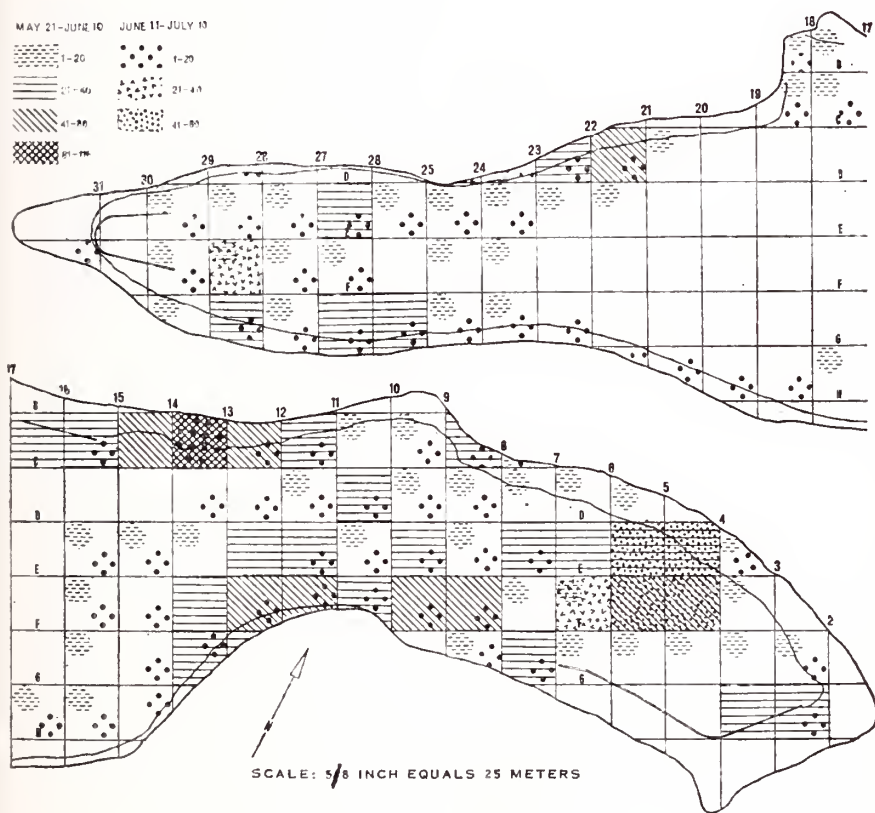 MAY 21-JUNE 10 JUNE 11-JULY 10
1-20 1-20
21-40 21-40
41-80 41-80
81-114
18 17
B
19
C
23 22 21 20
29 26 27 28 25 24
31 30
D D
E E
F F
G
H
17
16 15 14 13 12 11 10 9
B
8 7 6 5
C
D D
4
E E
3
F F
2
G G
H
N
SCALE: 5/8 INCH EQUALS 25 METERS